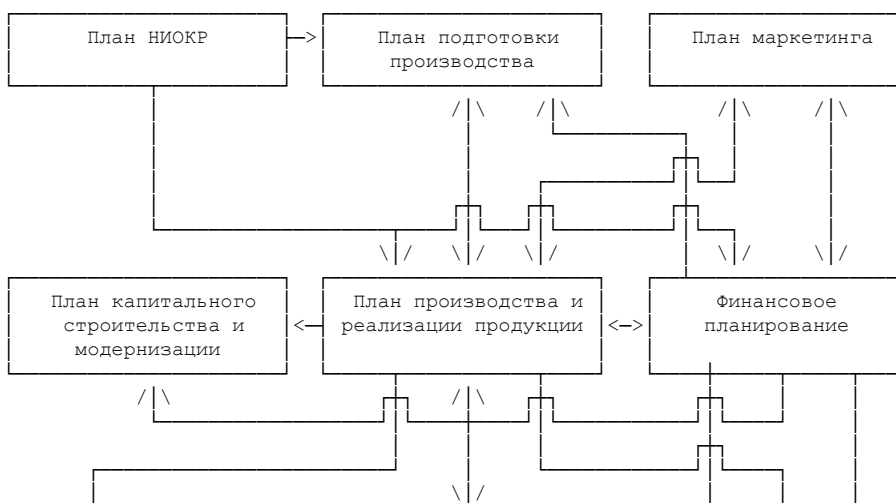 План НИОКР
План подготовки
производства
План маркетинга
План капитального
строительства и
модернизации
План производства и
реализации продукции
Финансовое
планирование